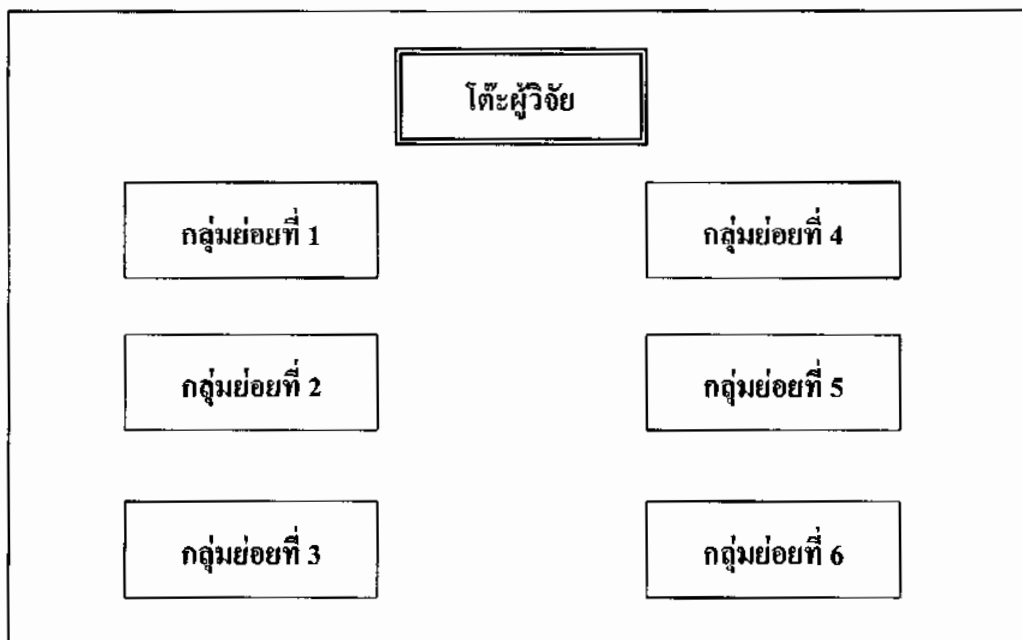 โต๊ะผู้วิจัย
กลุ่มย่อยที่ 1
กลุ่มย่อยที่ 4
กลุ่มย่อยที่ 2
กลุ่มย่อยที่ 5
กลุ่มย่อยที่ 3
กลุ่มย่อยที่ 6